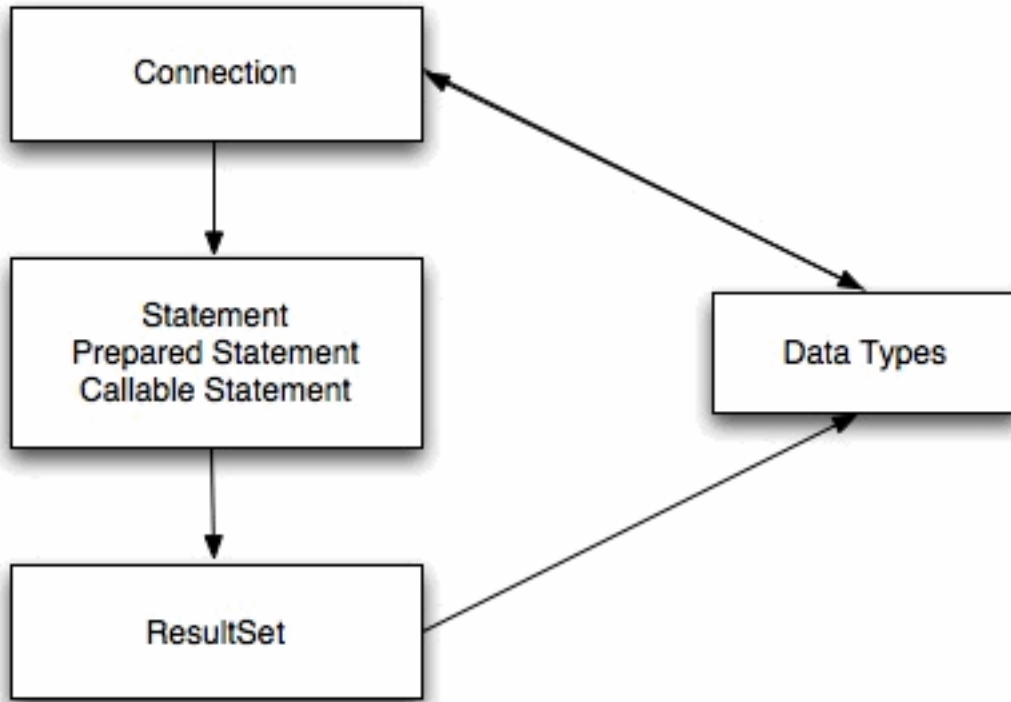 Connection
Statement
Prepared Statement
Callable Statement
Data Types
ResultSet